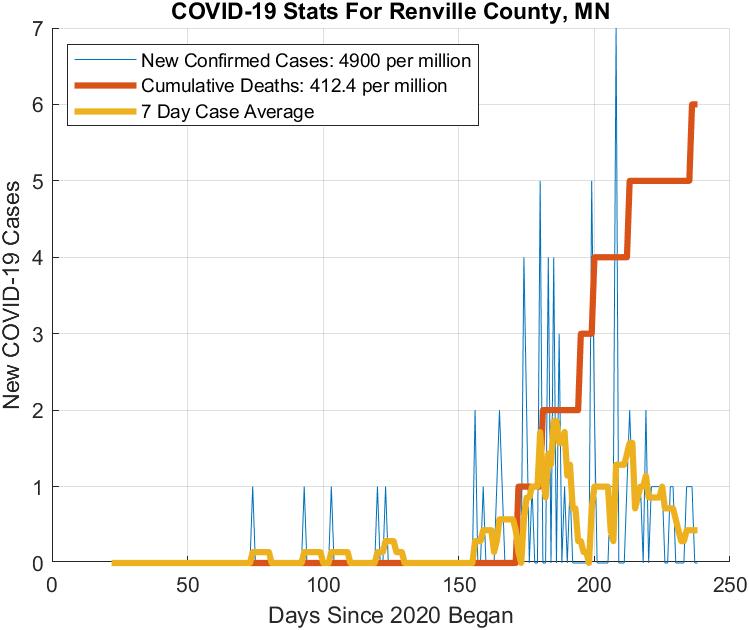 COVID-19 Stats For Renville County, MN
New Confirmed Cases: 4900 per million
Cumulative Deaths: 412.4 per million
7 Day Case Average
New COVID-19 Cases
7
6
5
4
3
2
1
0
0 50 100 150 200 250
Days Since 2020 Began